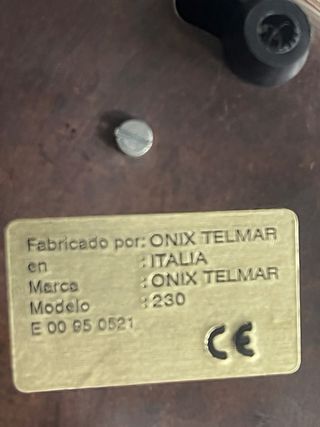 Fabricado por: ONIX TELMAR
en : ITALIA
Marca : ONIX TELMAR
Modelo : 230
E 00 95 0521
CE